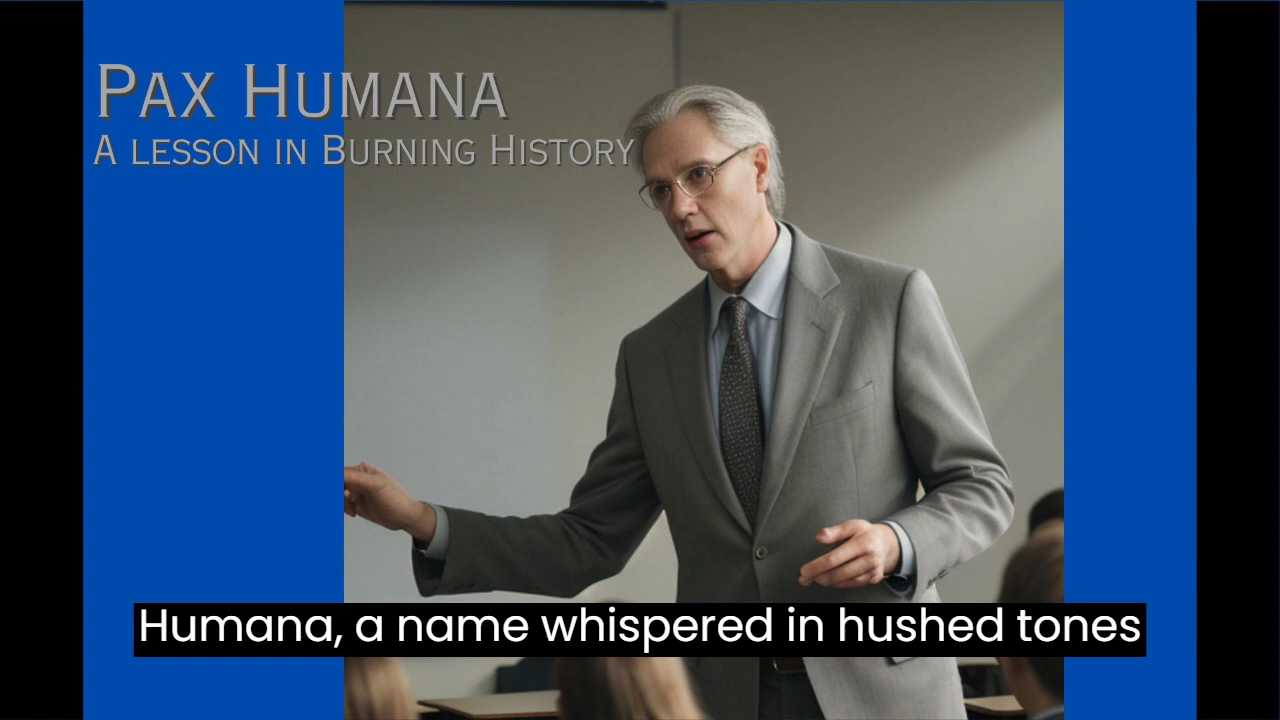 Pax Humana
A lesson in Burning History
Humana, a name whispered in hushed tones